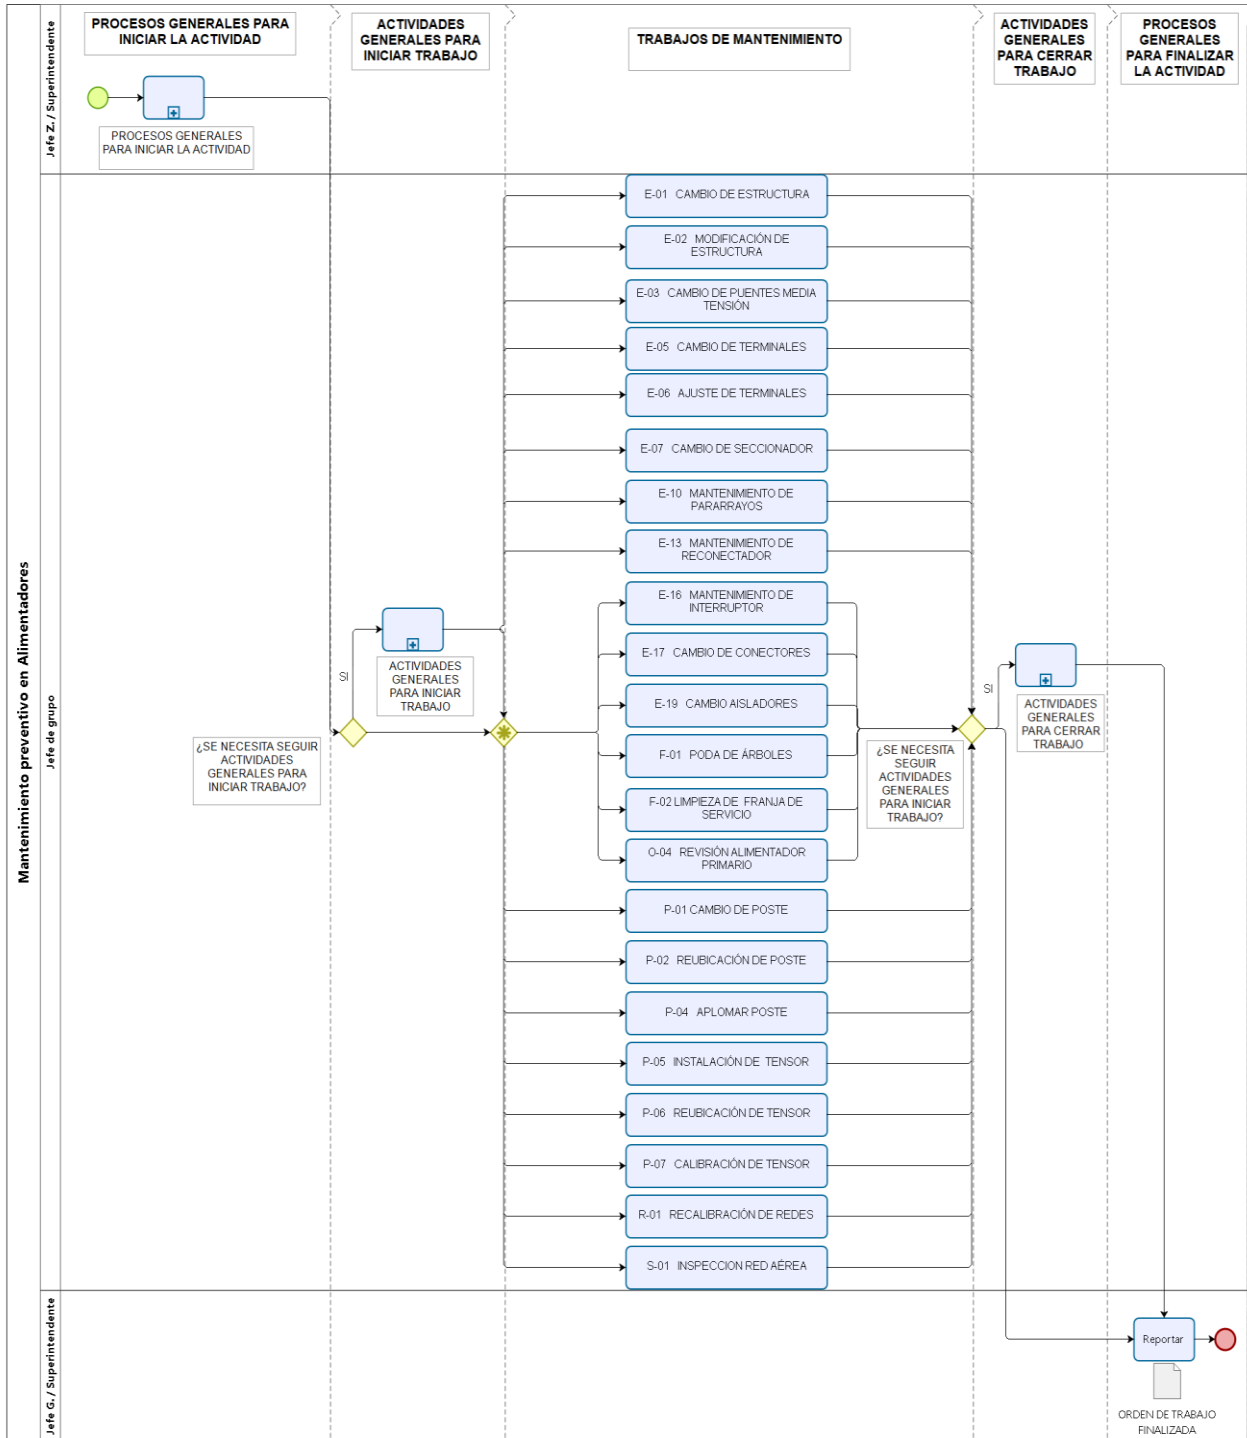 PROCESOS GENERALES PARA
INICIAR LA ACTIVIDAD
ACTIVIDADES
GENERALES PARA
INICIAR TRABAJO
TRABAJOS DE MANTENIMIENTO
ACTIVIDADES
GENERALES
PARA CERRAR
TRABAJO
PROCESOS
GENERALES
PARA FINALIZAR
LA ACTIVIDAD
Mantenimiento preventivo en Alimentadores
Jefe Z. / Superintendente
PROCESOS GENERALES
PARA INICIAR LA ACTIVIDAD
Jefe de grupo
¿SE NECESITA SEGUIR
ACTIVIDADES
GENERALES PARA
INICIAR TRABAJO?
SI
ACTIVIDADES
GENERALES
PARA INICIAR
TRABAJO
E-01 CAMBIO DE ESTRUCTURA
E-02 MODIFICACIÓN DE
ESTRUCTURA
E-03 CAMBIO DE PUENTES MEDIA
TENSIÓN
E-05 CAMBIO DE TERMINALES
E-06 AJUSTE DE TERMINALES
E-07 CAMBIO DE SECCIONADOR
E-10 MANTENIMIENTO DE
PARARRAYOS
E-13 MANTENIMIENTO DE
RECONECTADOR
E-16 MANTENIMIENTO DE
INTERRUPTOR
E-17 CAMBIO DE CONECTORES
E-19 CAMBIO AISLADORES
F-01 PODA DE ÁRBOLES
F-02 LIMPIEZA DE FRANJA DE
SERVICIO
O-04 REVISIÓN ALIMENTADOR
PRIMARIO
P-01 CAMBIO DE POSTE
P-02 REUBICACIÓN DE POSTE
P-04 APLOMAR POSTE
P-05 INSTALACIÓN DE TENSOR
P-06 REUBICACIÓN DE TENSOR
P-07 CALIBRACIÓN DE TENSOR
R-01 RECALIBRACIÓN DE REDES
S-01 INSPECCION RED AÉREA
¿SE NECESITA
SEGUIR
ACTIVIDADES
GENERALES
PARA INICIAR
TRABAJO?
SI
ACTIVIDADES
GENERALES
PARA CERRAR
TRABAJO
Jefe G. / Superintendente
Reportar
ORDEN DE TRABAJO
FINALIZADA